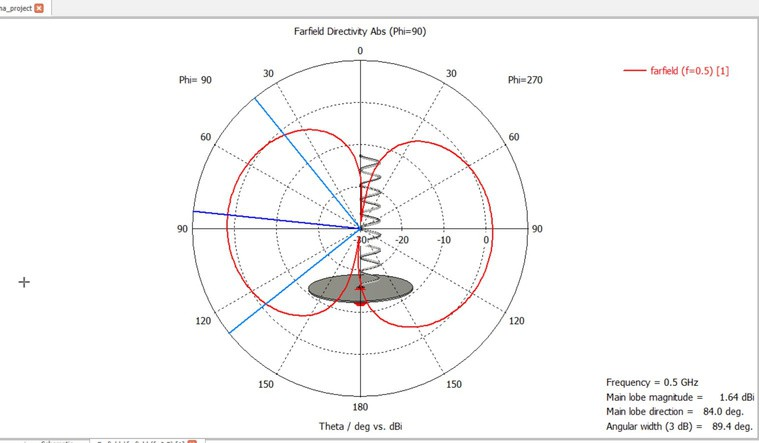 na_project
Farfield Directivity Abs (Phi=90)
0
Phi= 90
30
30
Phi=270
farfield (f=0.5) [1]
60
60
90
-20
-10
0
90
120
120
150
150
180
Theta / deg vs. dBi
Frequency = 0.5 GHz
Main lobe magnitude = 1.64 dBi
Main lobe direction = 84.0 deg.
Angular width (3 dB) = 89.4 deg.